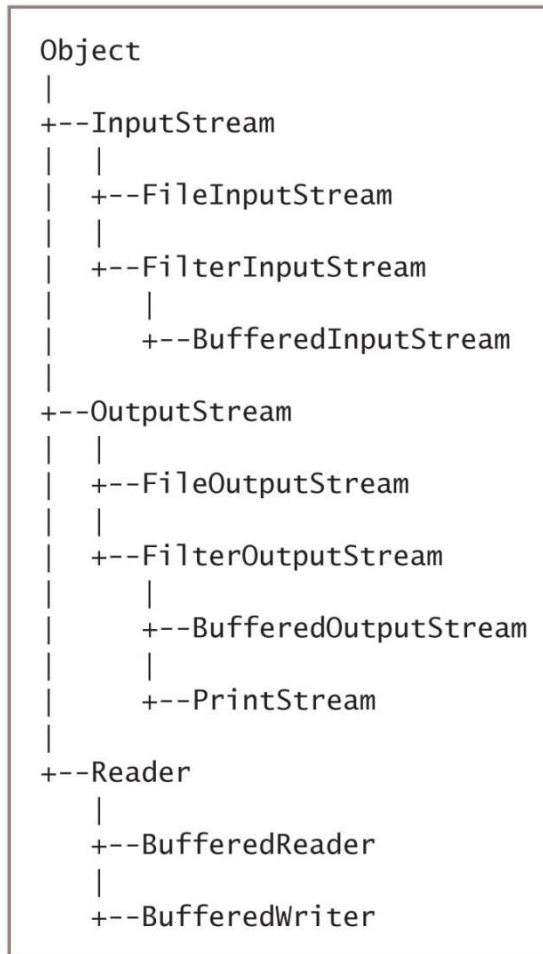 Object
|
+--InputStream
|  |
|  +--FileInputStream
|  |
|  +--FilterInputStream
|     |
|     +--BufferedInputStream
|
+--OutputStream
|  |
|  +--FileOutputStream
|  |
|  +--FilterOutputStream
|     |
|     +--BufferedOutputStream
|     |
|     +--PrintStream
|
+--Reader
   |
   +--BufferedReader
   |
   +--BufferedWriter